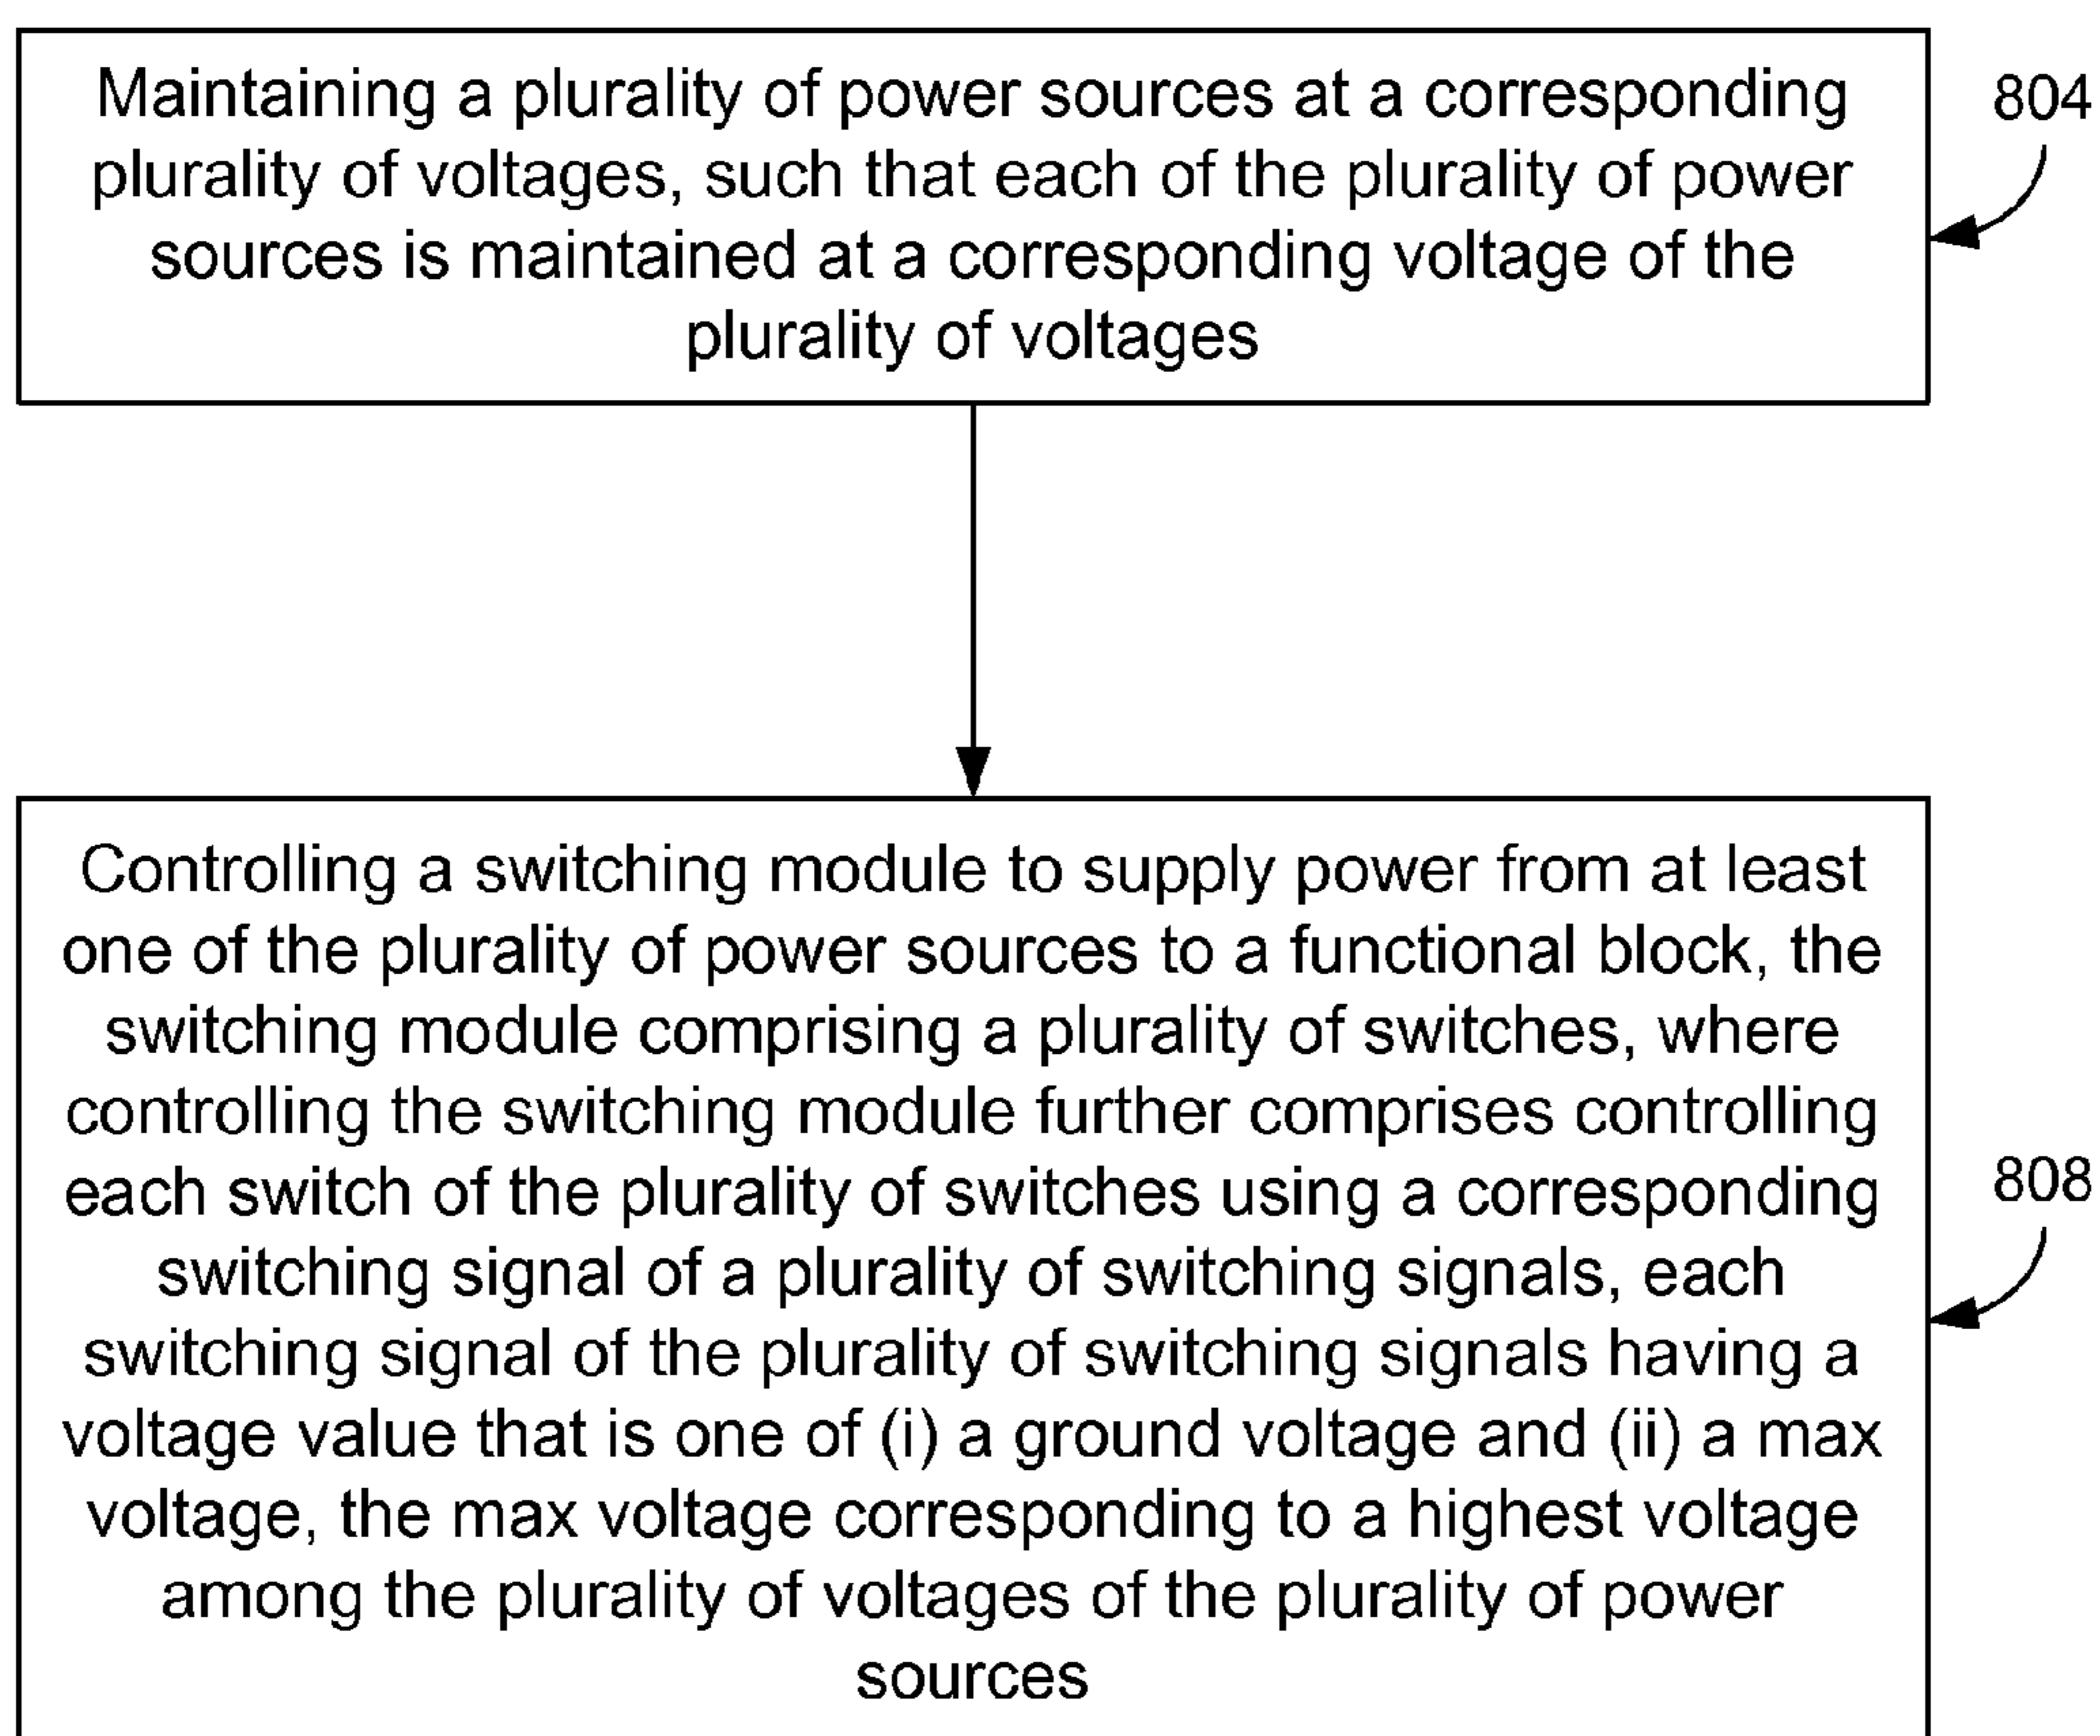 Maintaining a plurality of power sources at a corresponding
plurality of voltages, such that each of the plurality of power
sources is maintained at a corresponding voltage of the
plurality of voltages
804
Controlling a switching module to supply power from at least
one of the plurality of power sources to a functional block, the
switching module comprising a plurality of switches, where
controlling the switching module further comprises controlling
each switch of the plurality of switches using a corresponding
switching signal of a plurality of switching signals, each
switching signal of the plurality of switching signals having a
voltage value that is one of (i) a ground voltage and (ii) a max
voltage, the max voltage corresponding to a highest voltage
among the plurality of voltages of the plurality of power
sources
808